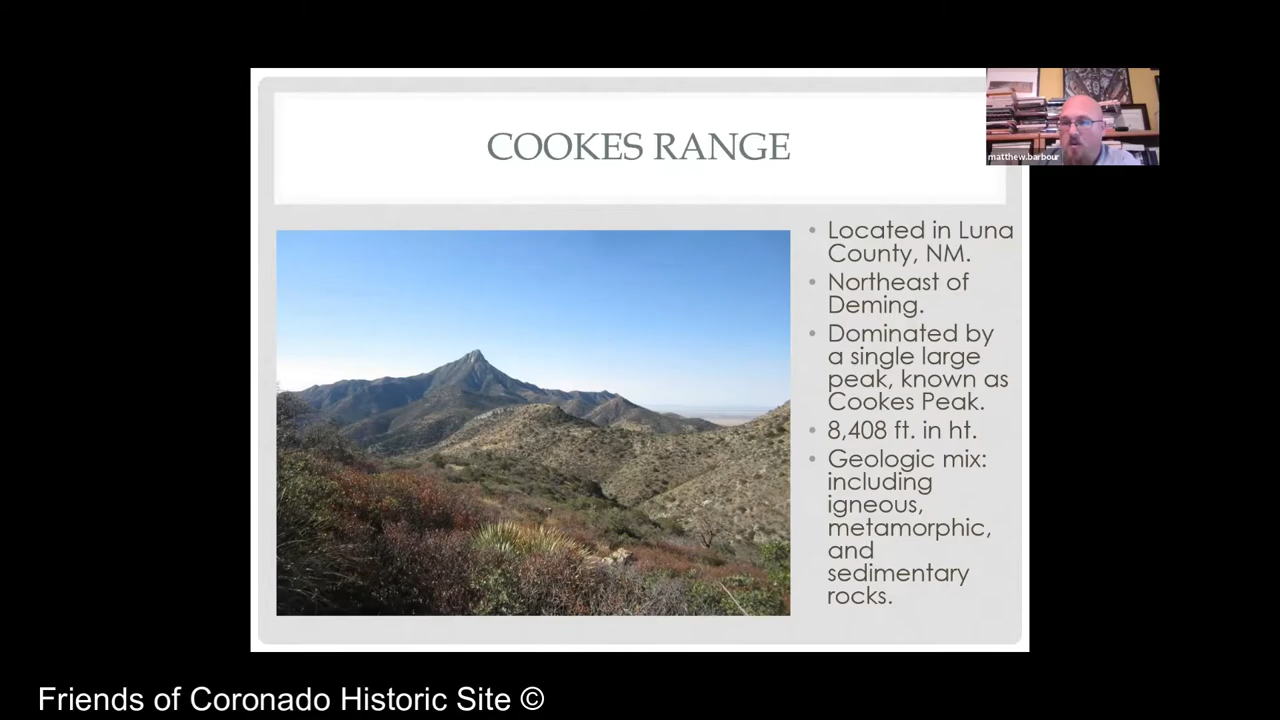 COOKES RANGE
matthew.barbour
• Located in Luna
County, NM.
• Northeast of
Deming.
• Dominated by
a single large
peak, known as
Cookes Peak.
• 8,408 ft. in ht.
• Geologic mix:
including
igneous,
metamorphic,
and
sedimentary
rocks.
Friends of Coronado Historic Site ©